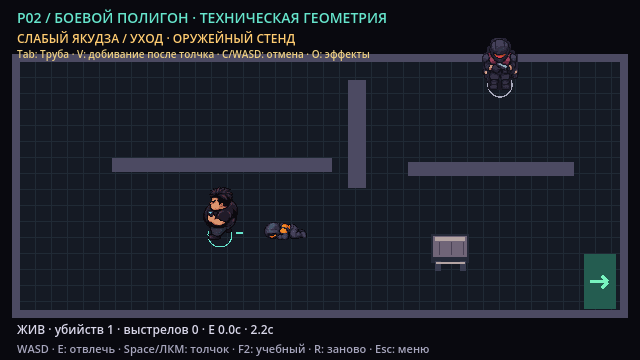 P02 / БОЕВОЙ ПОЛИГОН · ТЕХНИЧЕСКАЯ ГЕОМЕТРИЯ
СЛАБЫЙ ЯКУДЗА / УХОД · ОРУЖЕЙНЫЙ СТЕНД
Tab: Труба · V: добивание после толчка · C/WASD: отмена · O: эффекты
ЖИВ · убийств 1 · выстрелов 0 · E 0.0с · 2.2с
WASD · E: отвлечь · Space/ЛКМ: толчок · F2: учебный · R: заново · Esc: меню